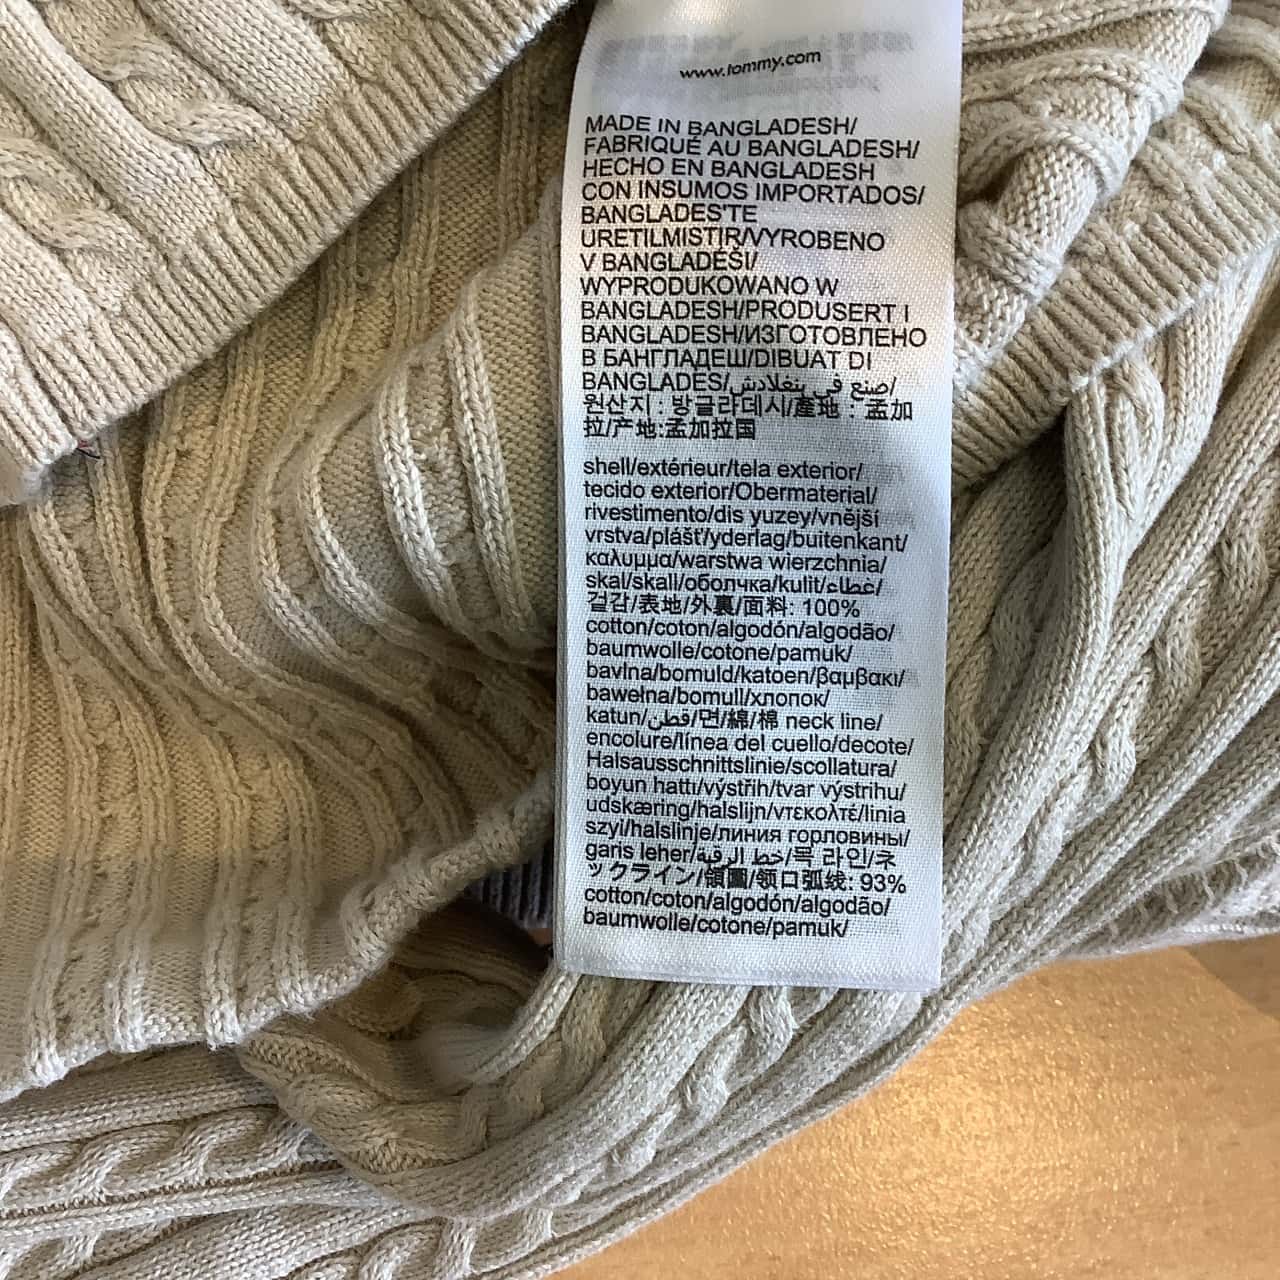 www.tommy.com
MADE IN BANGLADESH/
FABRIQUÉ AU BANGLADESH/
HECHO EN BANGLADESH
CON INSUMOS IMPORTADOS/
BANGLADES'TE
URETILMISTIR/VYROBENO
V BANGLADÉŠI/
WYPRODUKOWANO W
BANGLADESH/PRODUSERT I
BANGLADESH/ИЗГОТОВЛЕНО
В БАНГЛАДЕШ/DIBUAT DI
BANGLADES/صنع في بنغلادش/
원산지 : 방글라데시/產地 : 孟加
拉/产地:孟加拉国
shell/extérieur/tela exterior/
tecido exterior/Obermaterial/
rivestimento/dis yuzey/vnější
vrstva/plášť/yderlag/buitenkant/
καλυμμα/warstwa wierzchnia/
skal/skall/оболчка/kulit/غطاء/
겉감/表地/外裏/面料: 100%
cotton/coton/algodón/algodão/
baumwolle/cotone/pamuk/
bavlna/bomuld/katoen/βαμβακι/
bawełna/bomull/хлопок/
katun/قطن/면/綿/棉 neck line/
encolure/línea del cuello/decote/
Halsausschnittslinie/scollatura/
boyun hattı/výstřih/tvar výstrihu/
udskæring/halslijn/ντεκολτέ/linia
szyi/halslinje/линия горловины/
garis leher/خط الرقبة/목 라인/ネ
ックライン/領圍/领口弧线: 93%
cotton/coton/algodón/algodão/
baumwolle/cotone/pamuk/